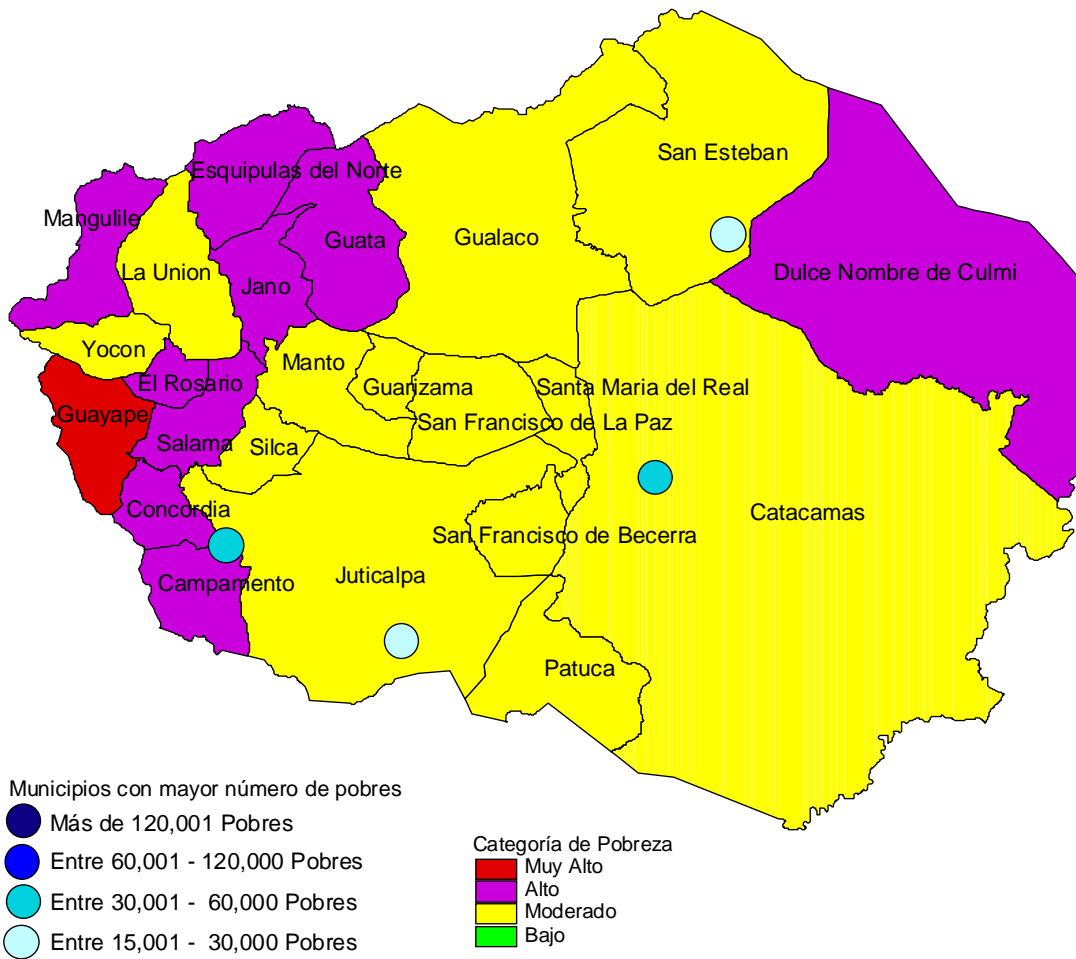 San Esteban
Esquipulas del Norte
Mangulile
Guata
Gualaco
La Union
Jano
Dulce Nombre de Culmi
Yocon
Manto
El Rosario
Guarizama
Santa Maria del Real
Guayape
San Francisco de La Paz
Salama
Silca
Concordia
Catacamas
San Francisco de Becerra
Juticalpa
Campamento
Patuca
Municipios con mayor número de pobres
Más de 120,001 Pobres
Entre 60,001 - 120,000 Pobres
Entre 30,001 - 60,000 Pobres
Entre 15,001 - 30,000 Pobres
Categoría de Pobreza
Muy Alto
Alto
Moderado
Bajo